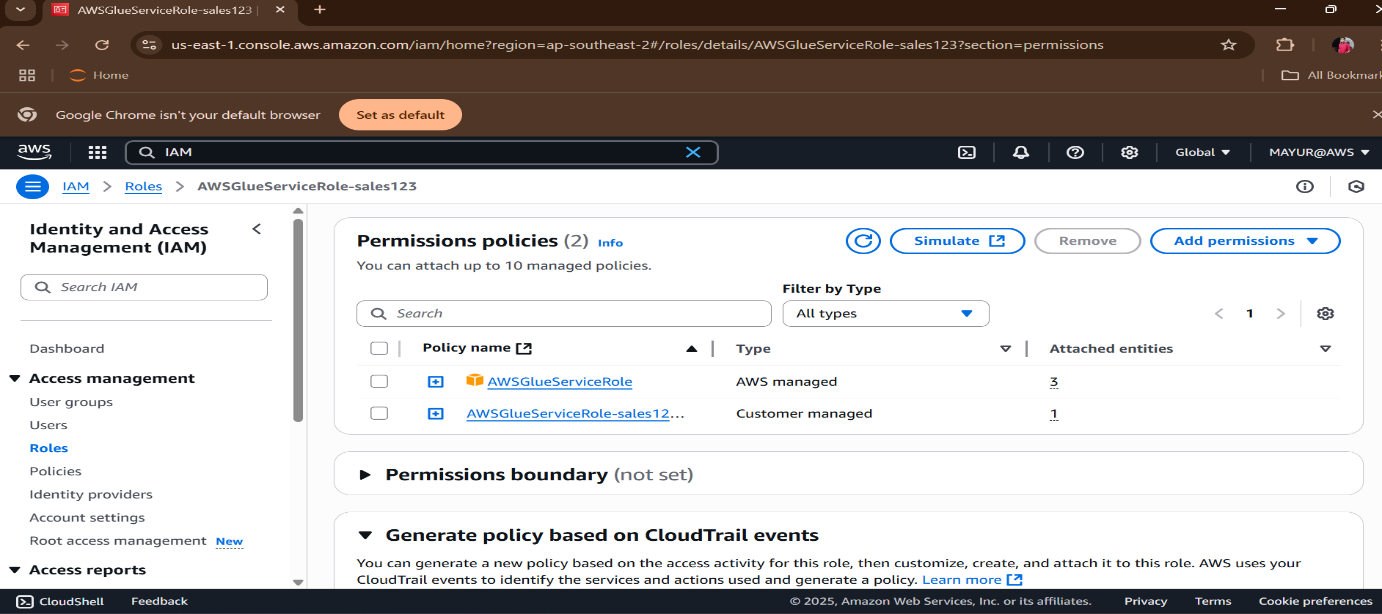 AWSGlueServiceRole-sales123 |
us-east-1.console.aws.amazon.com/iam/home?region=ap-southeast-2#/roles/details/AWSGlueServiceRole-sales123?section=permissions
Home
All Bookmark
Google Chrome isn't your default browser
Set as default
aws
IAM
Global
MAYUR@AWS
IAM > Roles > AWSGlueServiceRole-sales123
Identity and Access
Management (IAM)
Search IAM
Dashboard
Access management
User groups
Users
Roles
Policies
Identity providers
Account settings
Root access management New
Access reports
Permissions policies (2) Info
You can attach up to 10 managed policies.
Simulate
Remove
Add permissions
Filter by Type
Search
All types
1
Policy name
Type
Attached entities
AWSGlueServiceRole
AWS managed
3
AWSGlueServiceRole-sales12...
Customer managed
1
Permissions boundary (not set)
Generate policy based on CloudTrail events
You can generate a new policy based on the access activity for this role, then customize, create, and attach it to this role. AWS uses your
CloudTrail events to identify the services and actions used and generate a policy. Learn more
CloudShell
Feedback
© 2025, Amazon Web Services, Inc. or its affiliates.
Privacy
Terms
Cookie preferences